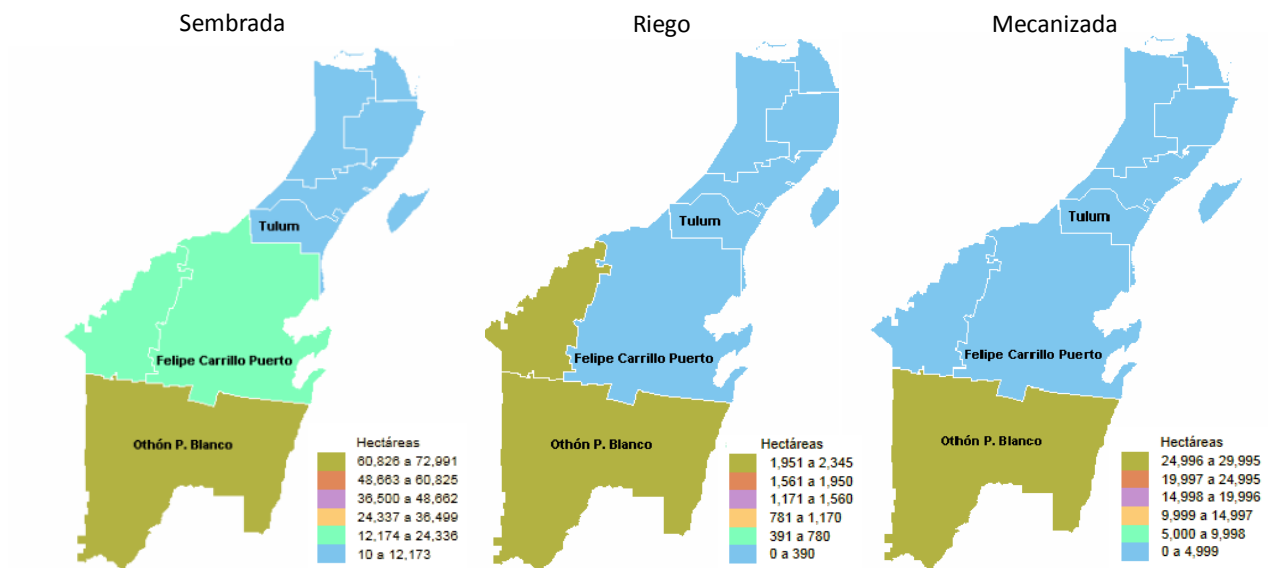 Sembrada
Tulum
Felipe Carrillo Puerto
Othón P. Blanco
Hectáreas
60,826 a 72,991
48,663 a 60,825
36,500 a 48,662
24,337 a 36,499
12,174 a 24,336
10 a 12,173
Riego
Tulum
Felipe Carrillo Puerto
Othón P. Blanco
Hectáreas
1,951 a 2,345
1,561 a 1,950
1,171 a 1,560
781 a 1,170
391 a 780
0 a 390
Mecanizada
Tulum
Felipe Carrillo Puerto
Othón P. Blanco
Hectáreas
24,996 a 29,995
19,997 a 24,995
14,998 a 19,996
9,999 a 14,997
5,000 a 9,998
0 a 4,999